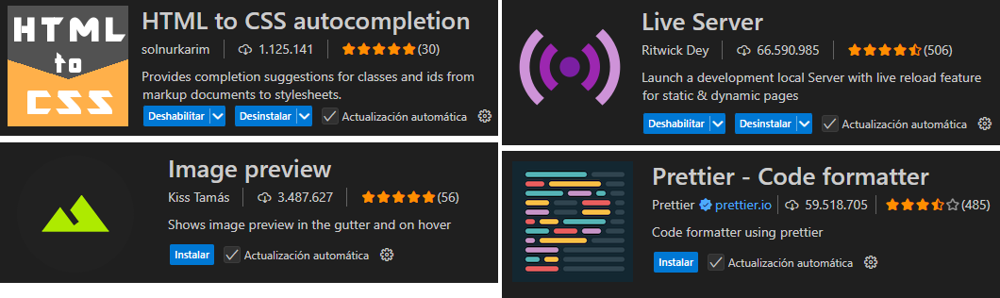 HTML
to
CSS
HTML to CSS autocompletion
solnurkarim 1.125.141 (30)
Provides completion suggestions for classes and ids from
markup documents to stylesheets.
Deshabilitar Desinstalar Actualización automática
Live Server
Ritwick Dey 66.590.985 (506)
Launch a development local Server with live reload feature
for static & dynamic pages
Deshabilitar Desinstalar Actualización automática
Image preview
Kiss Tamás 3.487.627 (56)
Shows image preview in the gutter and on hover
Instalar Actualización automática
Prettier - Code formatter
Prettier prettier.io 59.518.705 (485)
Code formatter using prettier
Instalar Actualización automática